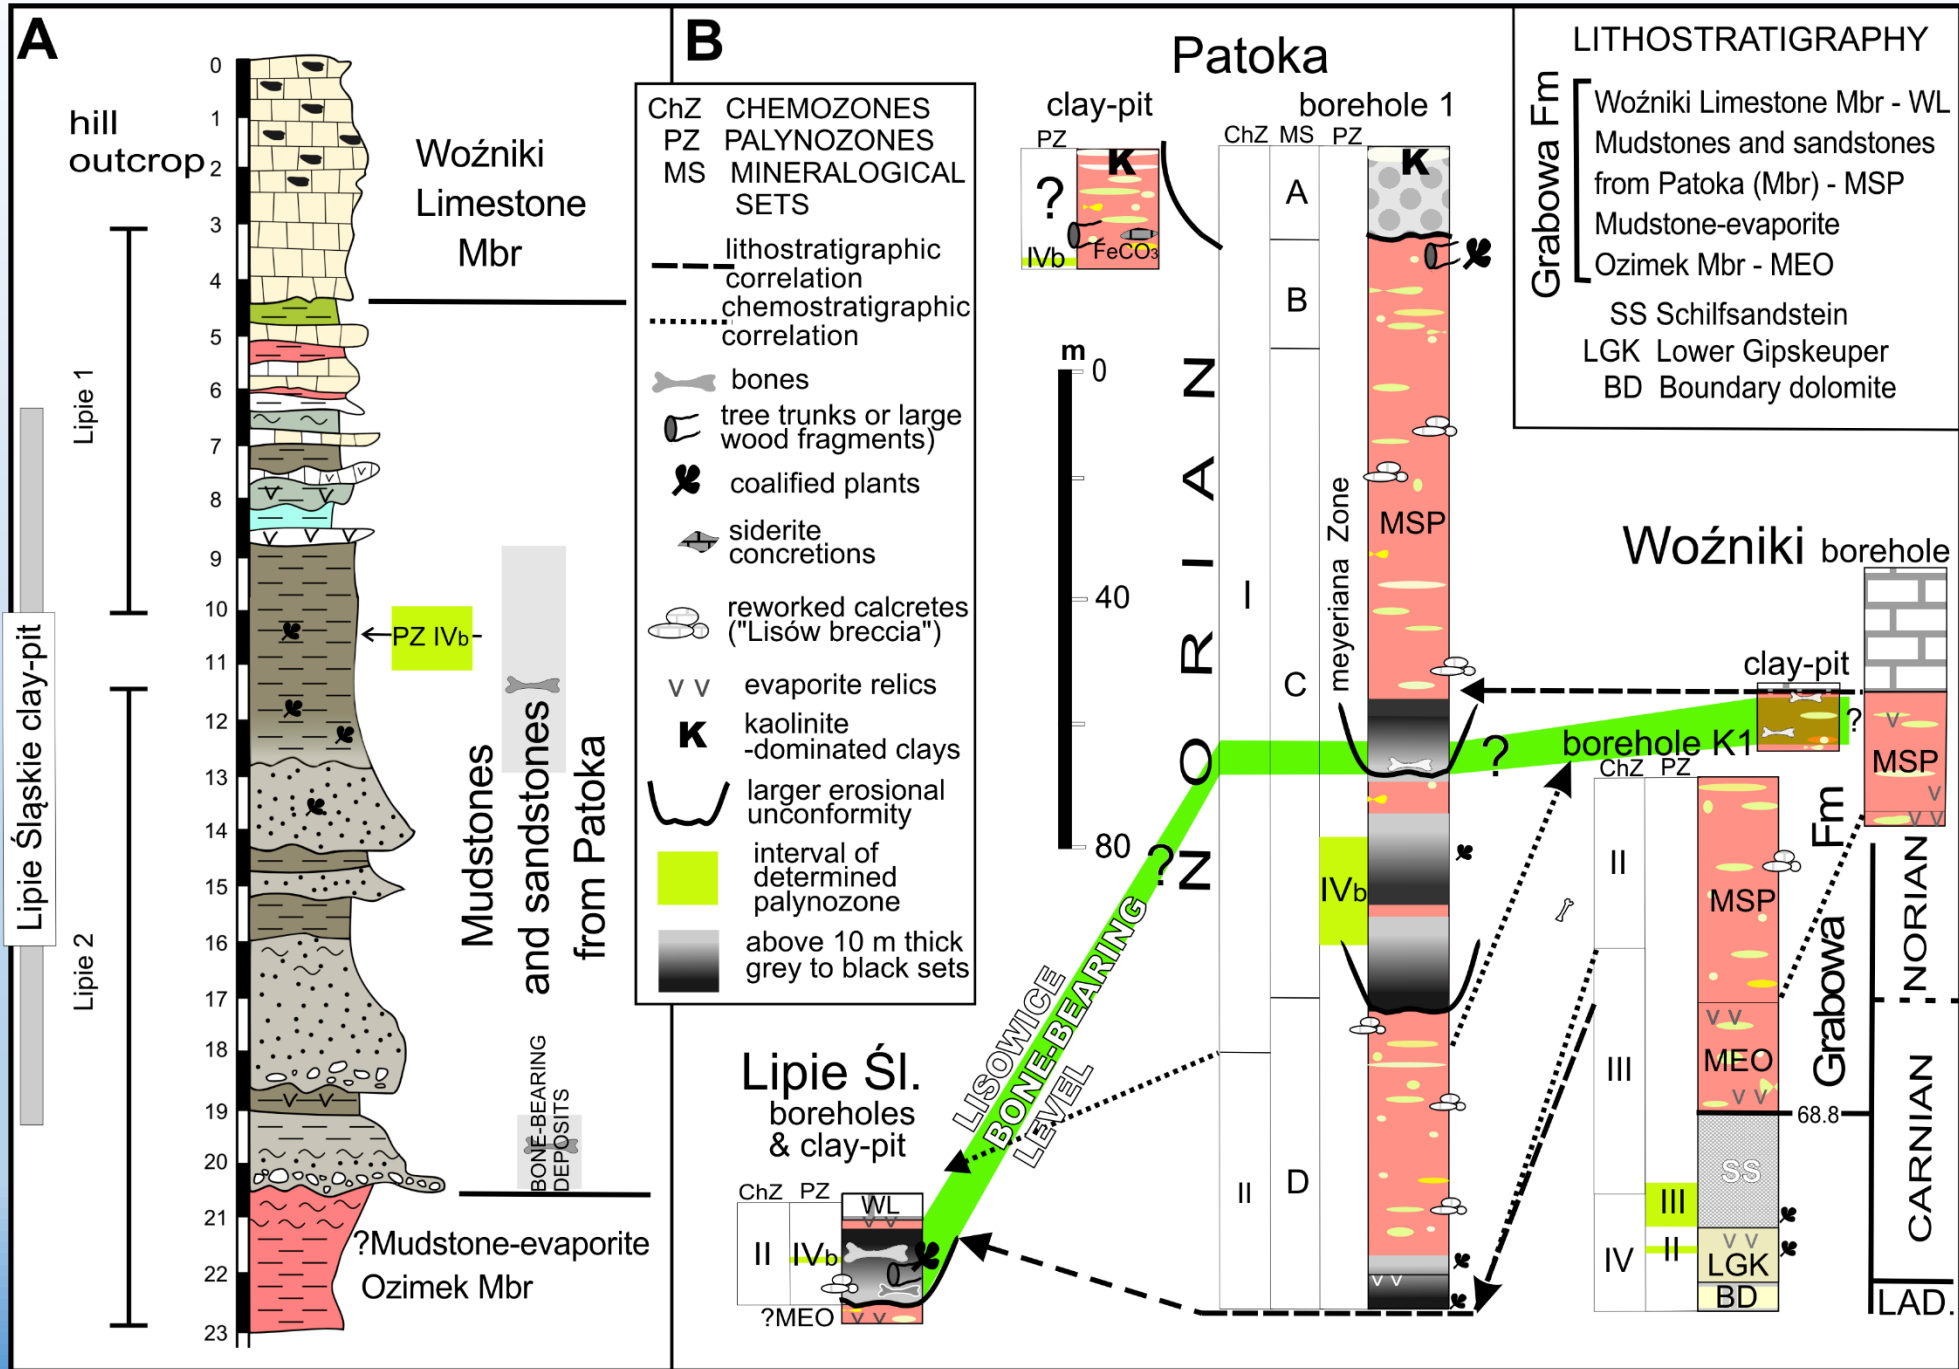 A
0
1
2
3
4
5
6
7
8
9
10
11
12
13
14
15
16
17
18
19
20
21
22
23
hill
outcrop
Lipie 1
Lipie 2
Lipie Śląskie clay-pit
Woźniki
Limestone
Mbr
PZ IVb
Mudstones
and sandstones
from Patoka
BONE-BEARING
DEPOSITS
?Mudstone-evaporite
Ozimek Mbr
B
ChZ CHEMOZONES
PZ PALYNOZONES
MS MINERALOGICAL
SETS
lithostratigraphic
correlation
chemostratigraphic
correlation
bones
tree trunks or large
wood fragments)
coalified plants
siderite
concretions
reworked calcretes
("Lisów breccia")
v v evaporite relics
K kaolinite
-dominated clays
larger erosional
unconformity
interval of
determined
palynozone
above 10 m thick
grey to black sets
Patoka
clay-pit
PZ
?
IVb
K
FeCO3
borehole 1
ChZ MS PZ
K
A
B
C
D
I
II
meyeriana Zone
IVb
MSP
v v
m
0
40
80
NORIAN
?
?
LISOWICE
BONE-BEARING
LEVEL
Lipie Śl.
boreholes
& clay-pit
ChZ PZ
II
IVb
WL
v v
?MEO
v v
LITHOSTRATIGRAPHY
Grabowa Fm
Woźniki Limestone Mbr - WL
Mudstones and sandstones
from Patoka (Mbr) - MSP
Mudstone-evaporite
Ozimek Mbr - MEO
SS Schilfsandstein
LGK Lower Gipskeuper
BD Boundary dolomite
Woźniki borehole
clay-pit
?
v
MSP
v
v v
borehole K1
ChZ PZ
II
III
IV
III
II
MSP
v v
MEO
v v
SS
v v
LGK
BD
68.8
Grabowa Fm
NORIAN
CARNIAN
LAD.